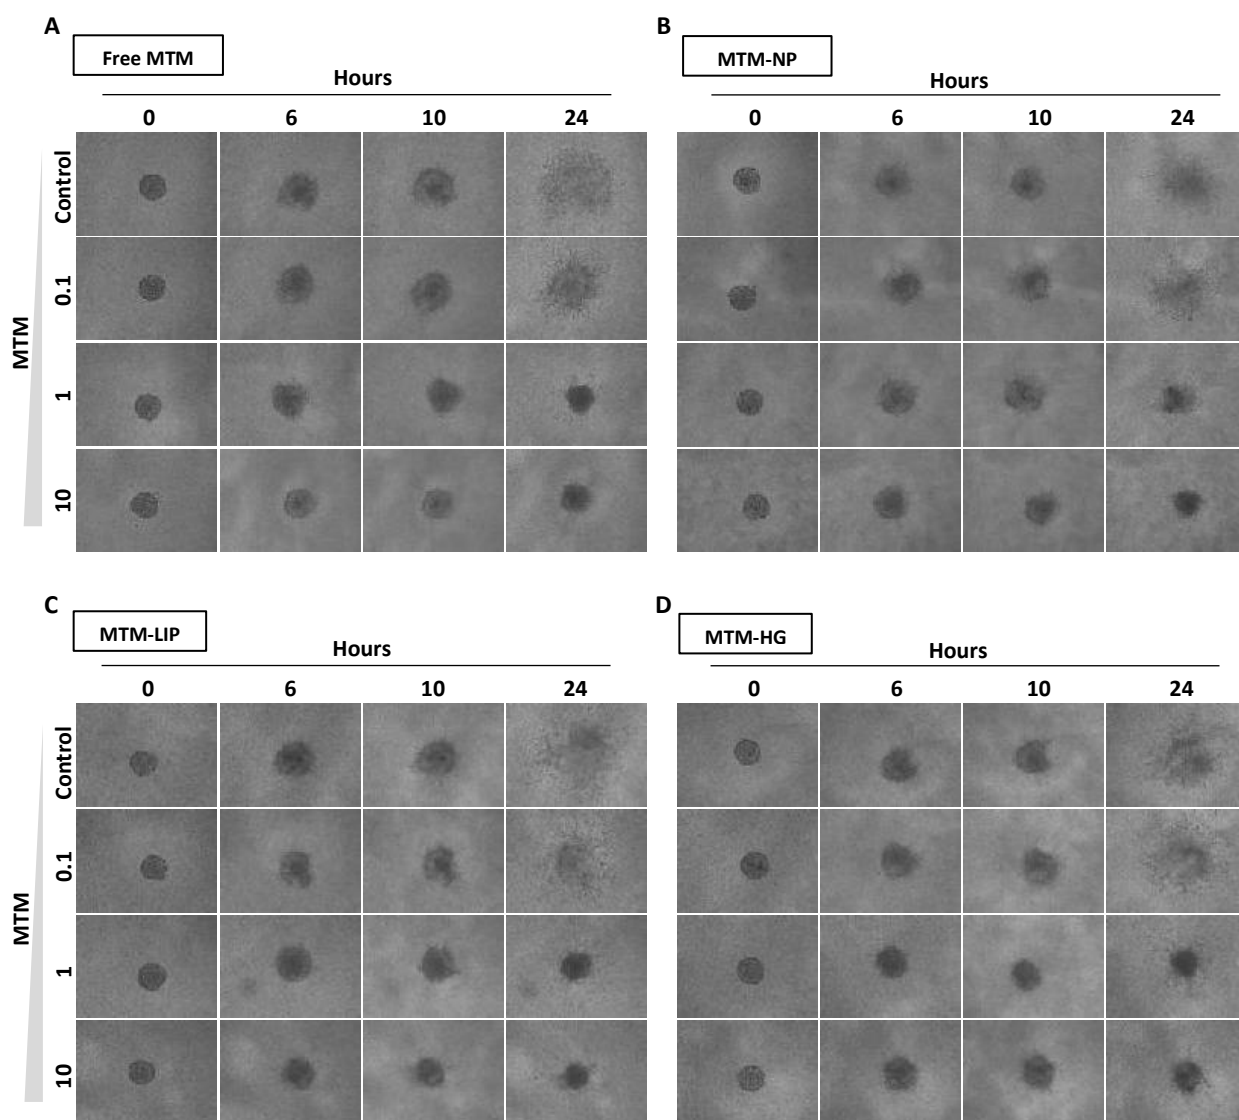 A
Free MTM
Hours
0 6 10 24
Control
0.1
1
10
MTM
B
MTM-NP
Hours
0 6 10 24
C
MTM-LIP
Hours
0 6 10 24
Control
0.1
1
10
MTM
D
MTM-HG
Hours
0 6 10 24